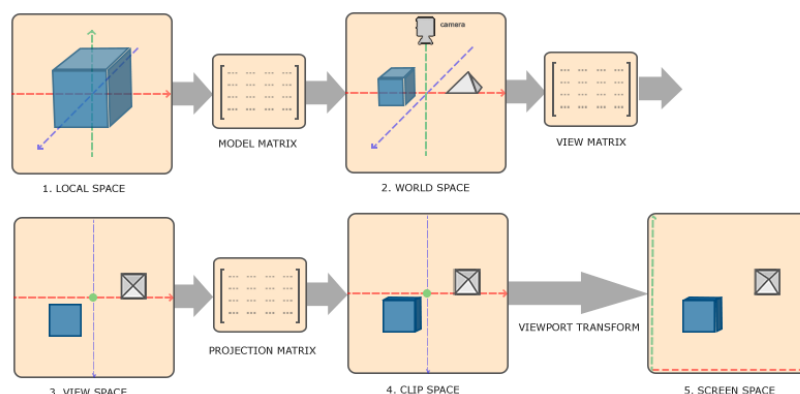 camera
MODEL MATRIX
VIEW MATRIX
1. LOCAL SPACE
2. WORLD SPACE
PROJECTION MATRIX
VIEWPORT TRANSFORM
3. VIEW SPACE
4. CLIP SPACE
5. SCREEN SPACE